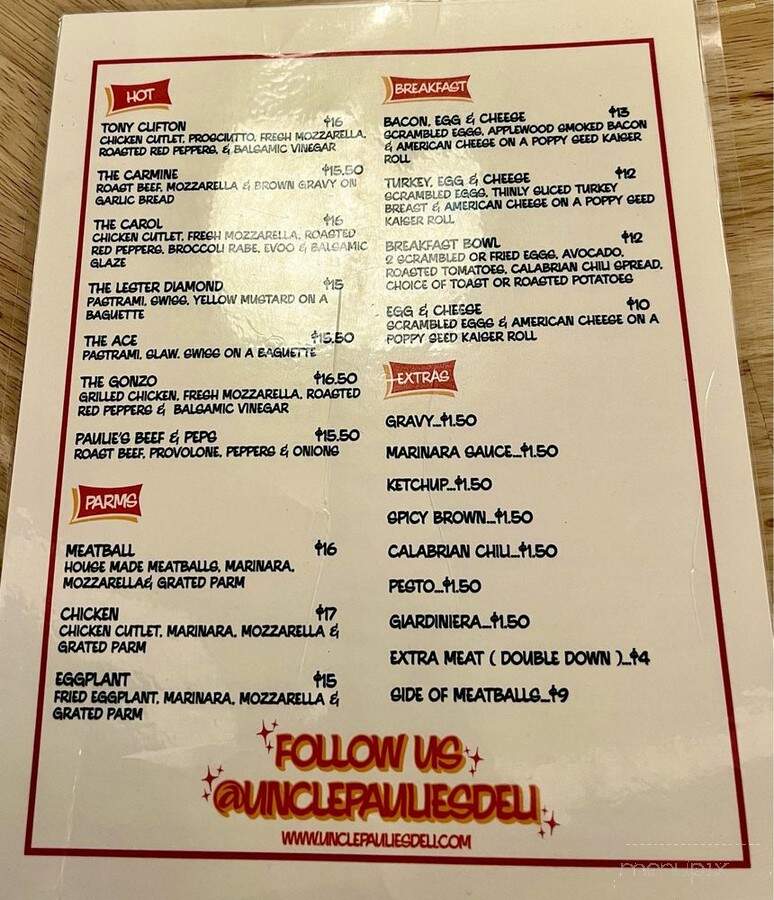 HOT
TONY CLIFTON $16
CHICKEN CUTLET, PROSCIUTTO, FRESH MOZZARELLA,
ROASTED RED PEPPERS, & BALSAMIC VINEGAR
THE CARMINE $15.50
ROAST BEEF, MOZZARELLA & BROWN GRAVY ON
GARLIC BREAD
THE CAROL $16
CHICKEN CUTLET, FRESH MOZZARELLA, ROASTED
RED PEPPERS, BROCCOLI RABE, EVOO & BALSAMIC
GLAZE
THE LESTER DIAMOND $15
PASTRAMI, SWISS, YELLOW MUSTARD ON A
BAGUETTE
THE ACE $15.50
PASTRAMI, SLAW, SWISS ON A BAGUETTE
THE GONZO $16.50
GRILLED CHICKEN, FRESH MOZZARELLA, ROASTED
RED PEPPERS & BALSAMIC VINEGAR
PAULIE'S BEEF & PEPS $15.50
ROAST BEEF, PROVOLONE, PEPPERS & ONIONS
PARMS
MEATBALL $16
HOUSE MADE MEATBALLS, MARINARA,
MOZZARELLA& GRATED PARM
CHICKEN $17
CHICKEN CUTLET, MARINARA, MOZZARELLA &
GRATED PARM
EGGPLANT $15
FRIED EGGPLANT, MARINARA, MOZZARELLA &
GRATED PARM
BREAKFAST
BACON, EGG & CHEESE $13
SCRAMBLED EGGS, APPLEWOOD SMOKED BACON
& AMERICAN CHEESE ON A POPPY SEED KAISER
ROLL
TURKEY, EGG & CHEESE $12
SCRAMBLED EGGS, THINLY SLICED TURKEY
BREAST & AMERICAN CHEESE ON A POPPY SEED
KAISER ROLL
BREAKFAST BOWL $12
2 SCRAMBLED OR FRIED EGGS, AVOCADO,
ROASTED TOMATOES, CALABRIAN CHILI SPREAD,
CHOICE OF TOAST OR ROASTED POTATOES
EGG & CHEESE $10
SCRAMBLED EGGS & AMERICAN CHEESE ON A
POPPY SEED KAISER ROLL
EXTRAS
GRAVY...$1.50
MARINARA SAUCE...$1.50
KETCHUP...$1.50
SPICY BROWN...$1.50
CALABRIAN CHILI...$1.50
PESTO...$1.50
GIARDINIERA...$1.50
EXTRA MEAT ( DOUBLE DOWN )...$4
SIDE OF MEATBALLS...$9
FOLLOW US
@UNCLEPAULIESDELI
WWW.UNCLEPAULIESDELI.COM
menupix